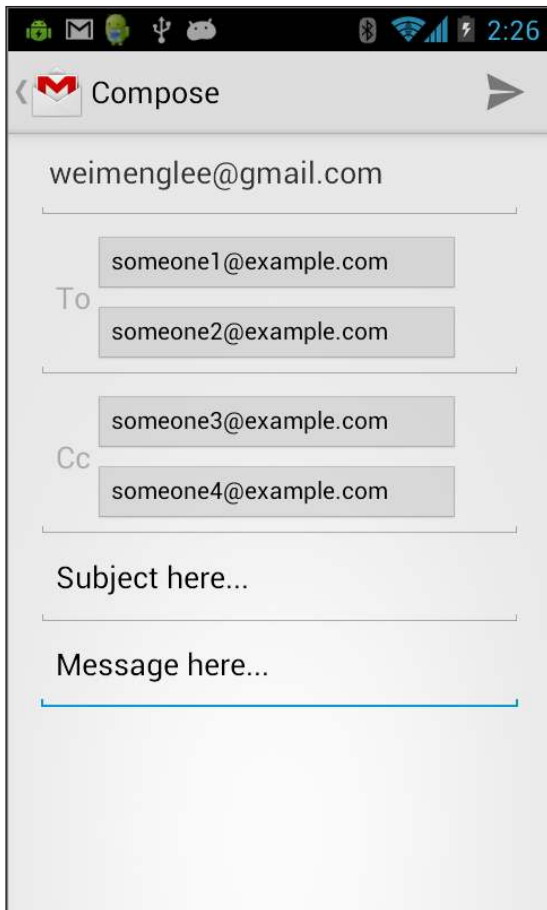 2:26
Compose
weimenglee@gmail.com
To
someone1@example.com
someone2@example.com
Cc
someone3@example.com
someone4@example.com
Subject here...
Message here...